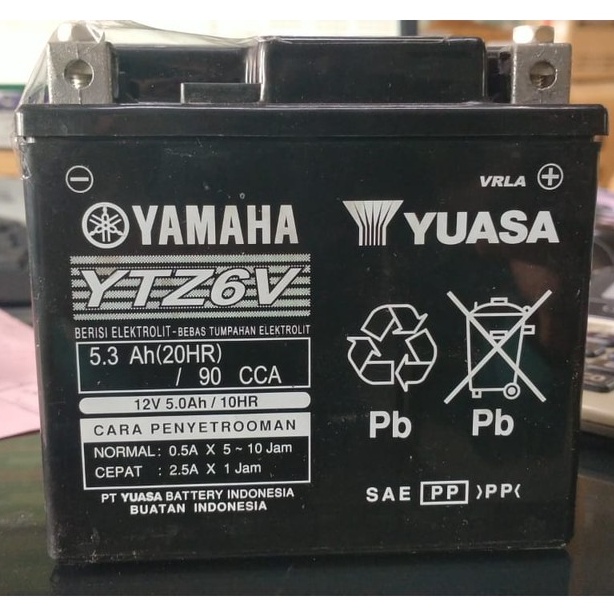 VRLA
YAMAHA
YUASA
YTZ6V
BERISI ELEKTROLIT-BEBAS TUMPAHAN ELEKTROLIT
5.3 Ah(20HR)
/ 90 CCA
12V 5.0Ah / 10HR
CARA PENYETROOMAN
NORMAL : 0.5A X 5 ~ 10 Jam
CEPAT : 2.5A X 1 Jam
PT YUASA BATTERY INDONESIA
BUATAN INDONESIA
Pb
Pb
SAE PP >PP<